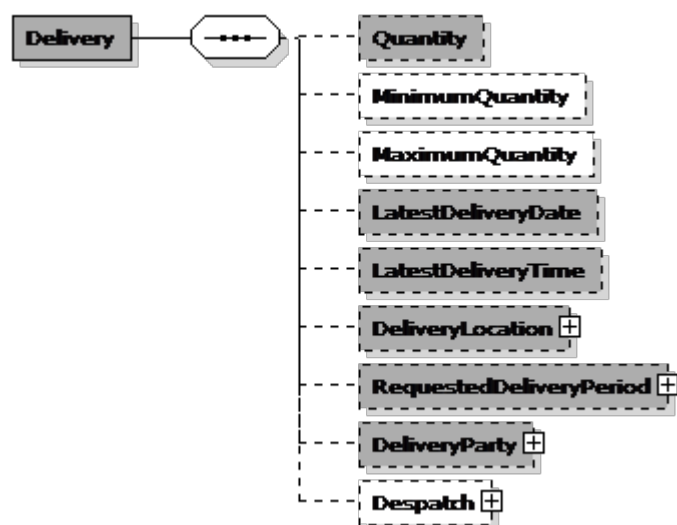 Delivery
Quantity
MinimumQuantity
MaximumQuantity
LatestDeliveryDate
LatestDeliveryTime
DeliveryLocation
RequestedDeliveryPeriod
DeliveryParty
Despatch